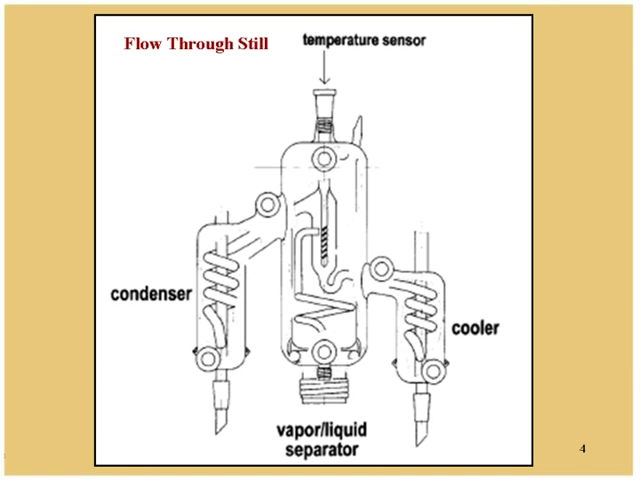 Flow Through Still
temperature sensor
condenser
cooler
vapor/liquid
separator
4